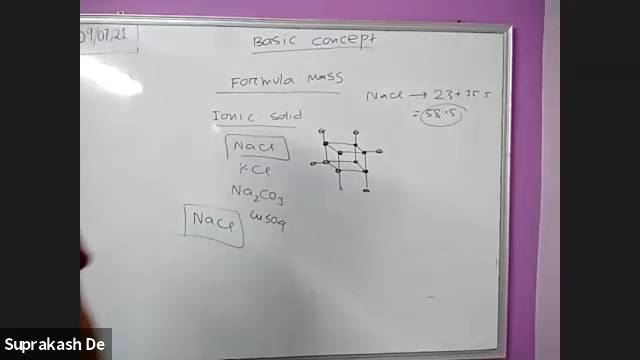 09/07/21
Basic concept
Formula mass
NaCl → 23+35.5
= 58.5
Ionic solid
NaCl
KCl
Na2CO3
CuSO4
NaCl
Suprakash De